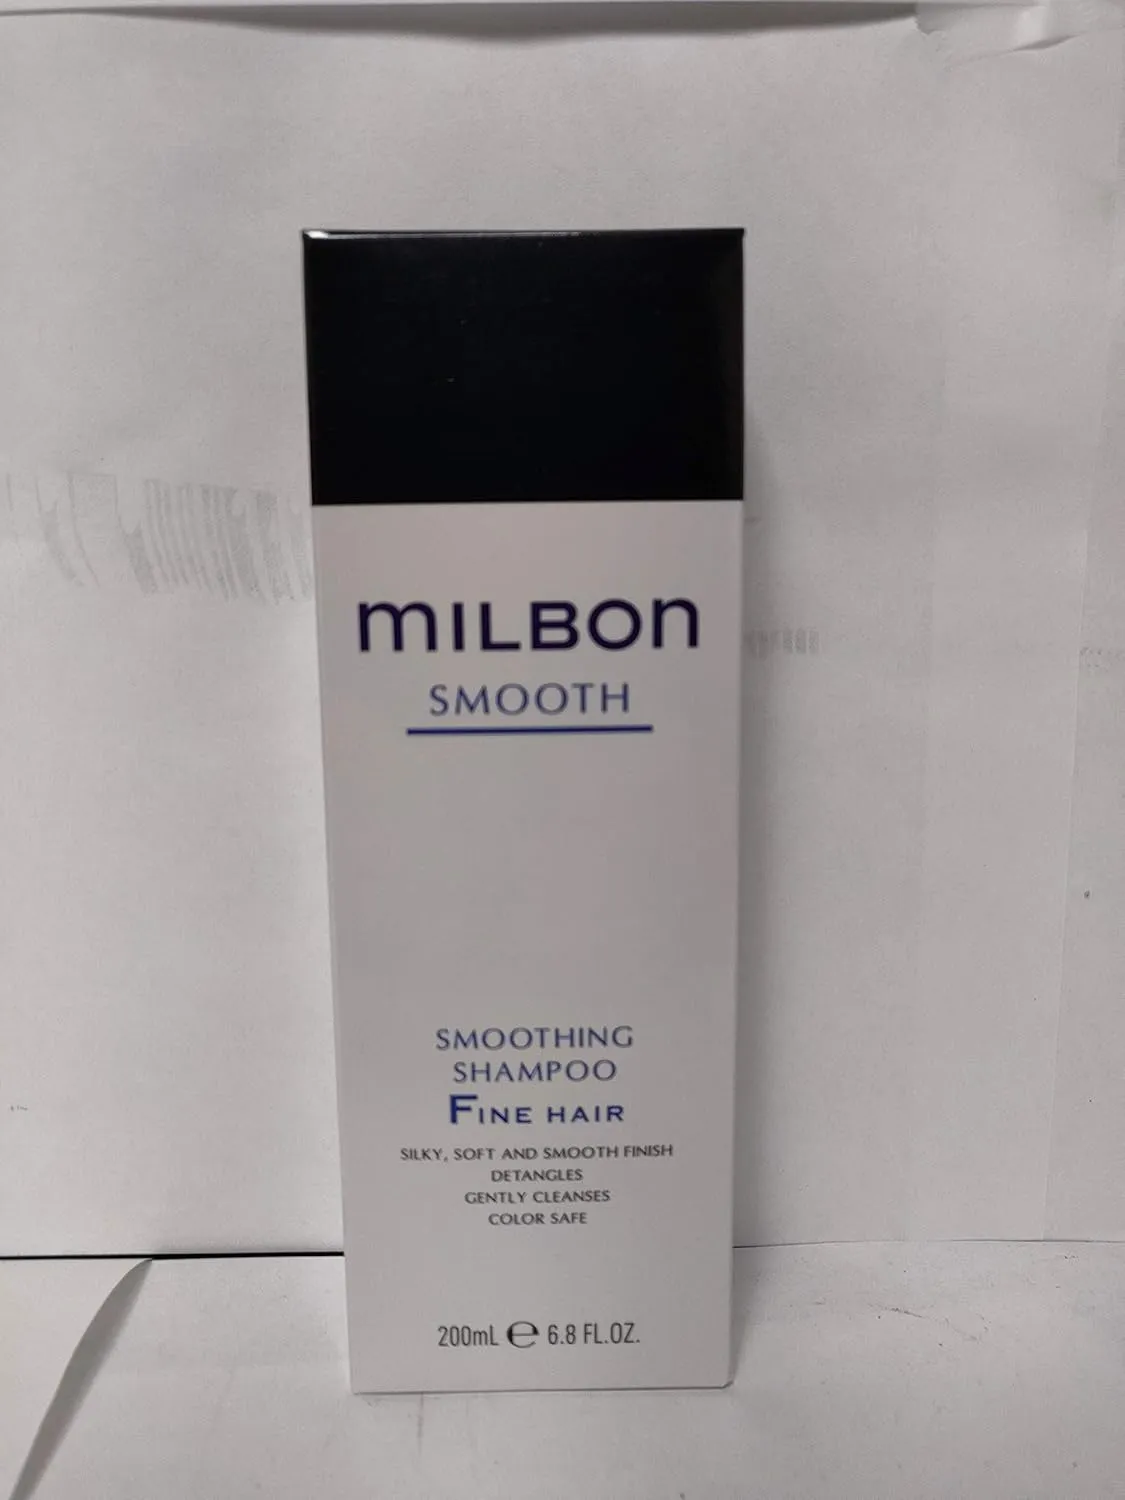 mILBOn
SMOOTH
SMOOTHING
SHAMPOO
FINE HAIR
SILKY, SOFT AND SMOOTH FINISH
DETANGLES
GENTLY CLEANSES
COLOR SAFE
200mL ℮ 6.8 FL.OZ.